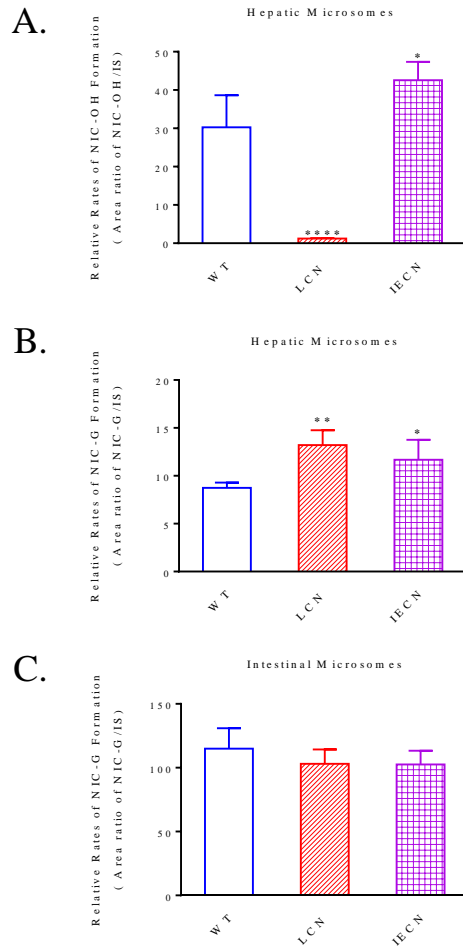 A.
Hepatic Microsomes
Relative Rates of NIC-OH Formation
( Area ratio of NIC-OH/IS)
50
40
30
20
10
0
****
*
WT
LCN
IECN
B.
Hepatic Microsomes
Relative Rates of NIC-G Formation
( Area ratio of NIC-G/IS)
20
15
10
5
0
**
*
WT
LCN
IECN
C.
Intestinal Microsomes
Relative Rates of NIC-G Formation
( Area ratio of NIC-G/IS)
150
100
50
0
WT
LCN
IECN